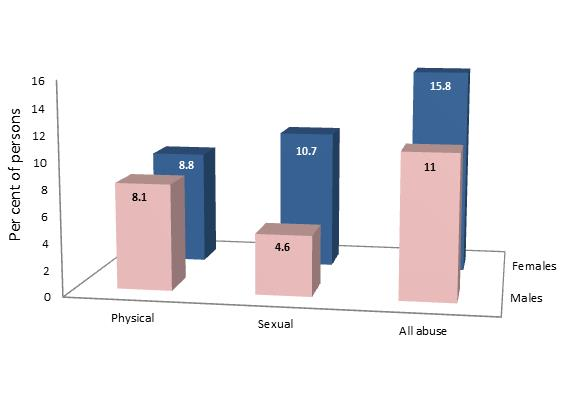 Per cent of persons
16
14
12
10
8
6
4
2
0
8.1
8.8
4.6
10.7
11
15.8
Physical
Sexual
All abuse
Females
Males